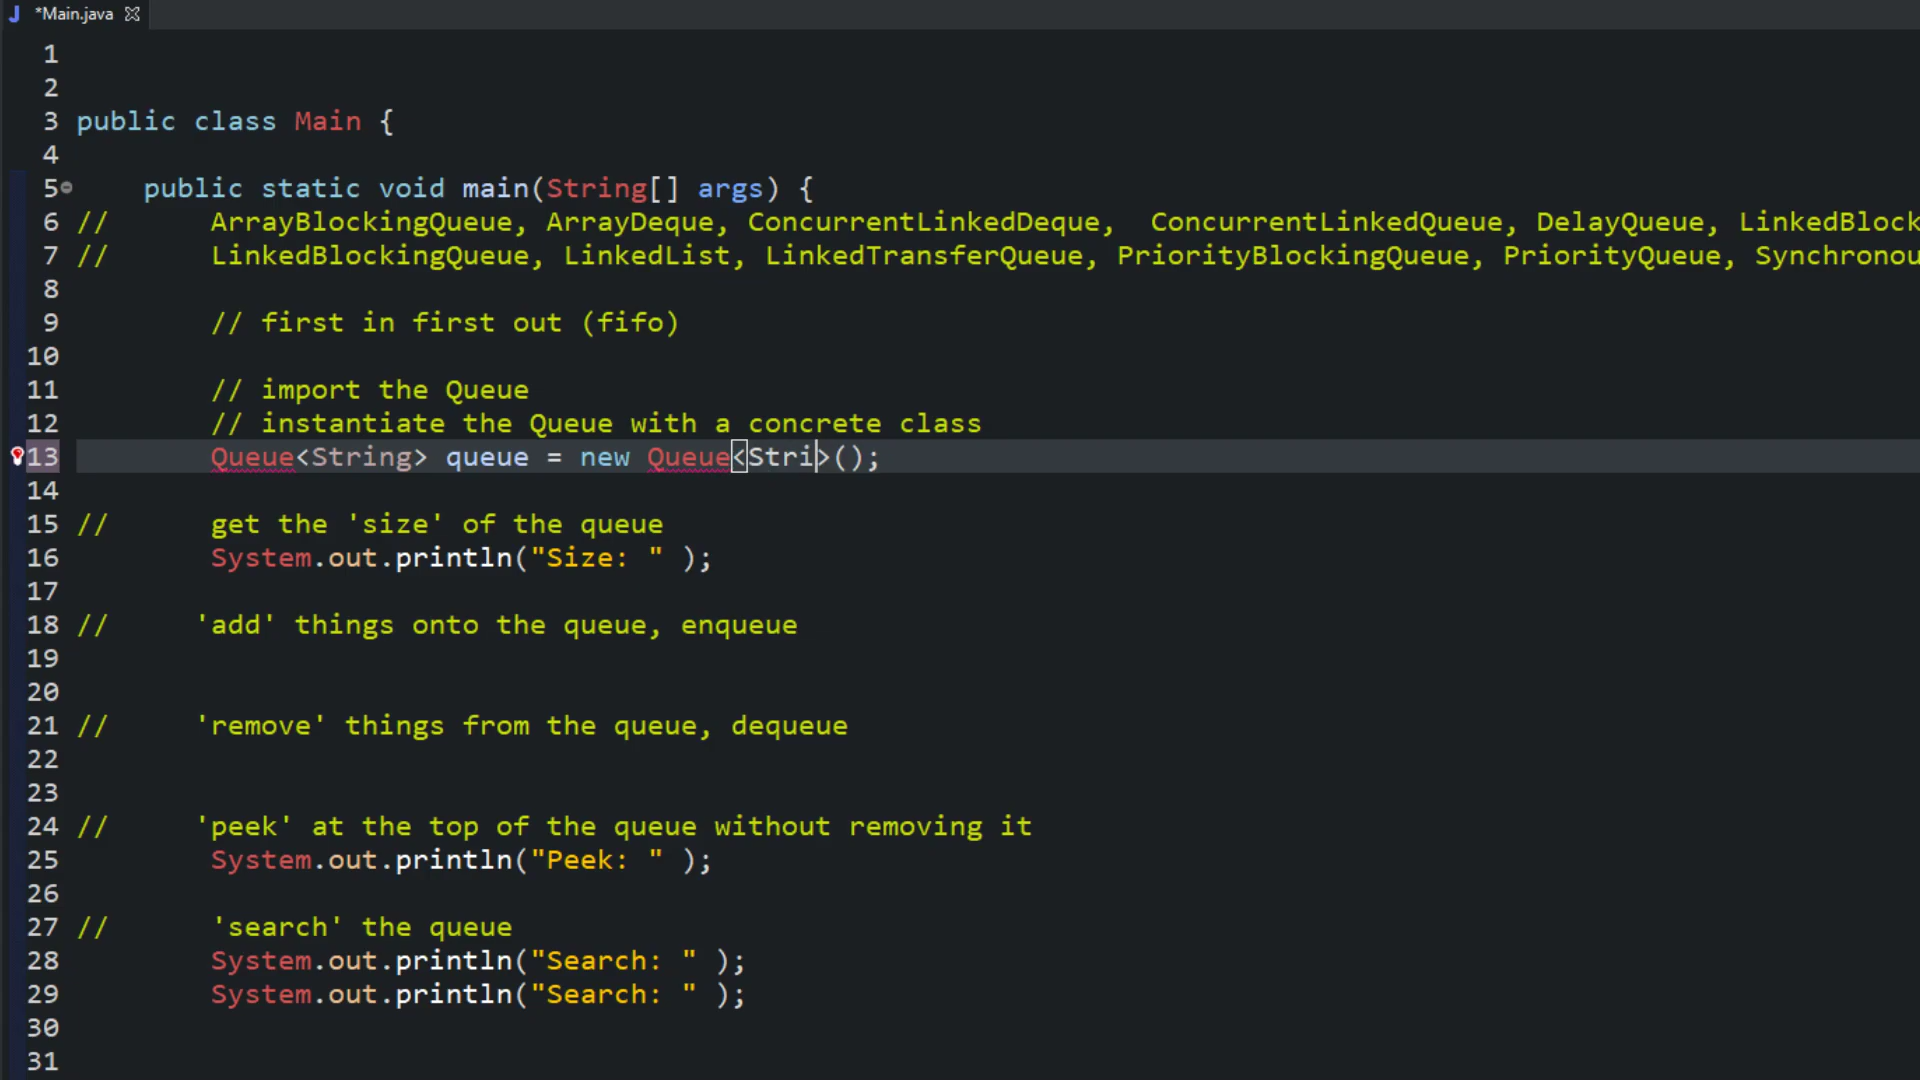 *Main.java
1
2
3 public class Main {
4
5 public static void main(String[] args) {
6 // ArrayBlockingQueue, ArrayDeque, ConcurrentLinkedDeque, ConcurrentLinkedQueue, DelayQueue, LinkedBlock
7 // LinkedBlockingQueue, LinkedList, LinkedTransferQueue, PriorityBlockingQueue, PriorityQueue, Synchronou
8
9 // first in first out (fifo)
10
11 // import the Queue
12 // instantiate the Queue with a concrete class
13 Queue<String> queue = new Queue<Stri>();
14
15 // get the 'size' of the queue
16 System.out.println("Size: " );
17
18 // 'add' things onto the queue, enqueue
19
20
21 // 'remove' things from the queue, dequeue
22
23
24 // 'peek' at the top of the queue without removing it
25 System.out.println("Peek: " );
26
27 // 'search' the queue
28 System.out.println("Search: " );
29 System.out.println("Search: " );
30
31